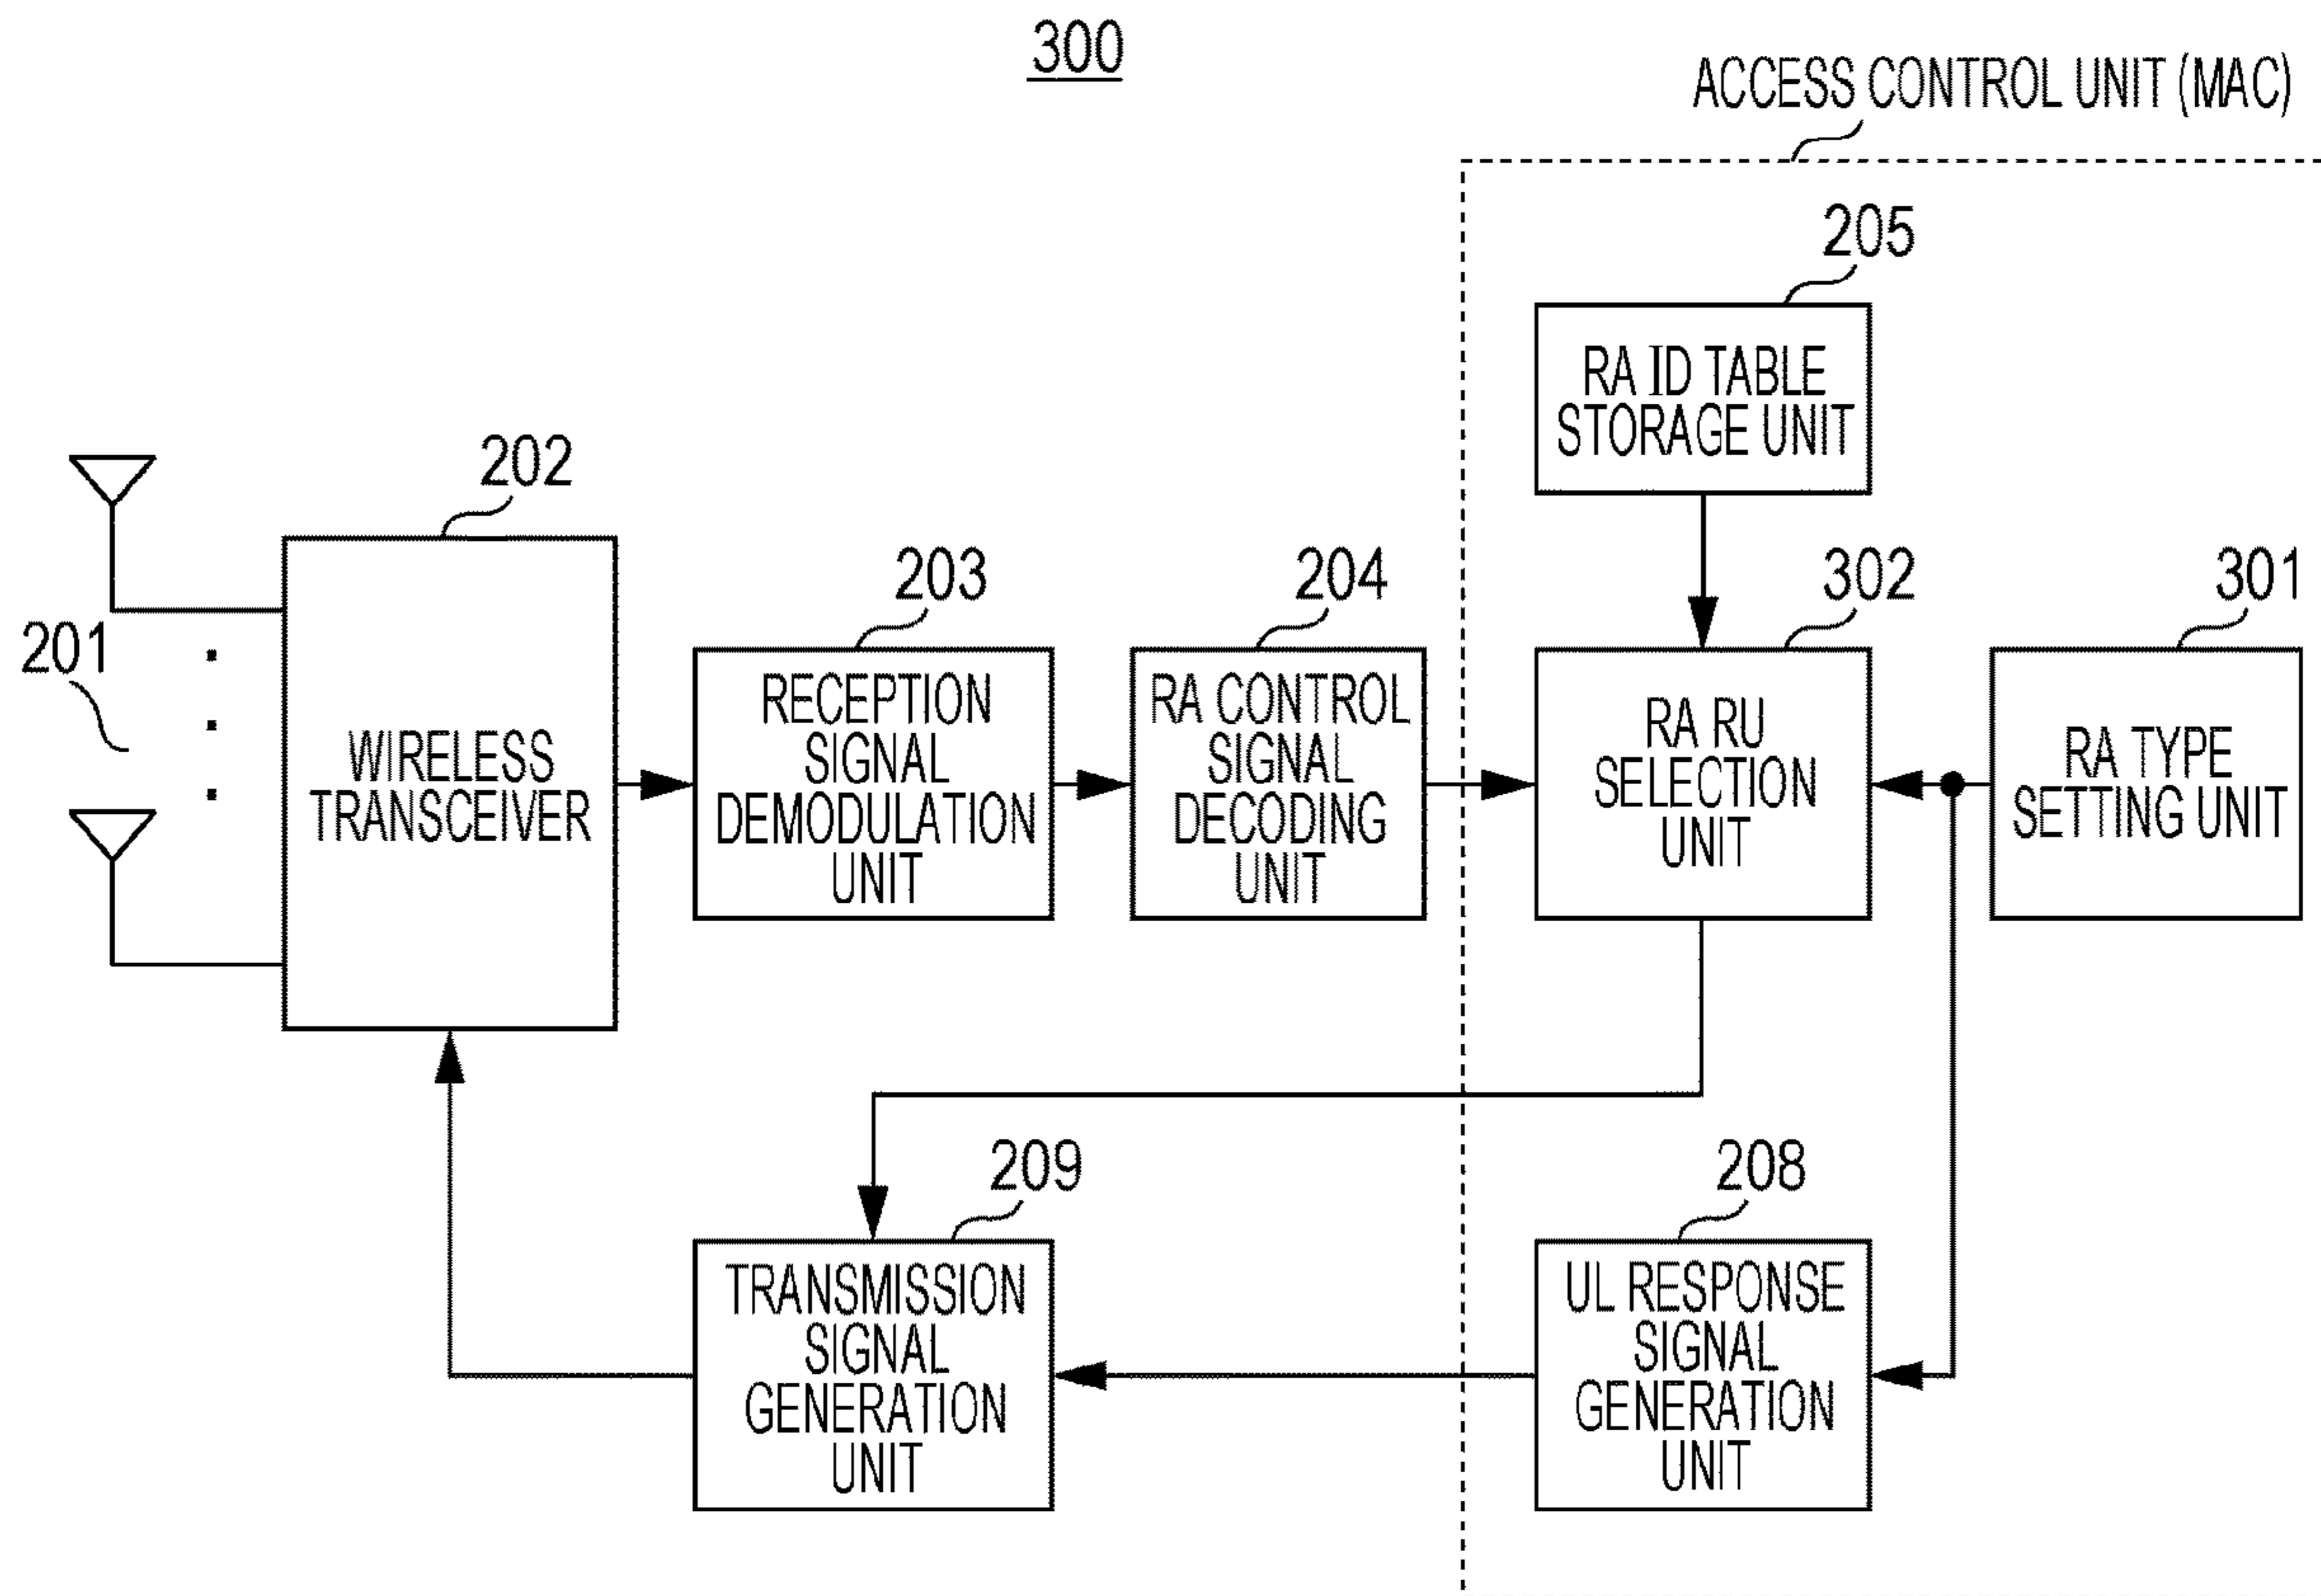 300
ACCESS CONTROL UNIT (MAC)
205
RA ID TABLE
STORAGE UNIT
202
203
204
302
301
201
WIRELESS
TRANSCEIVER
RECEPTION
SIGNAL
DEMODULATION
UNIT
RA CONTROL
SIGNAL
DECODING
UNIT
RA RU
SELECTION
UNIT
RA TYPE
SETTING UNIT
209
208
TRANSMISSION
SIGNAL
GENERATION
UNIT
UL RESPONSE
SIGNAL
GENERATION
UNIT